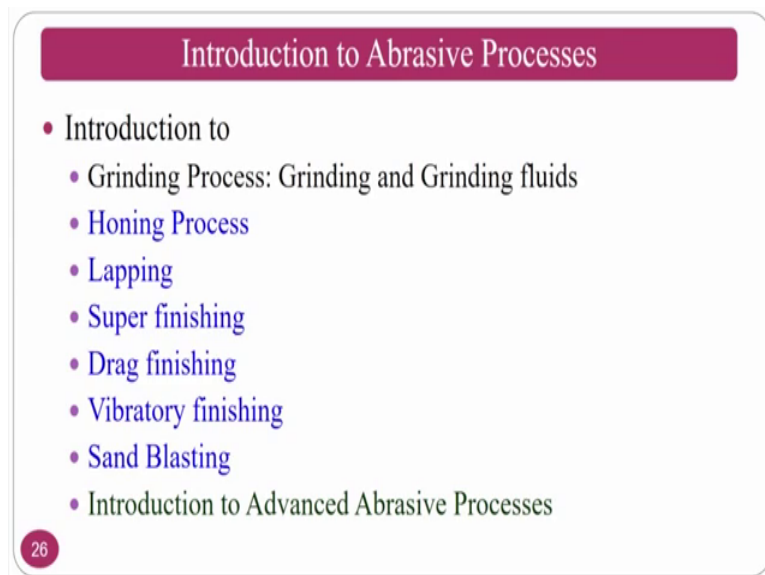 Introduction to Abrasive Processes
• Introduction to
• Grinding Process: Grinding and Grinding fluids
• Honing Process
• Lapping
• Super finishing
• Drag finishing
• Vibratory finishing
• Sand Blasting
• Introduction to Advanced Abrasive Processes
26